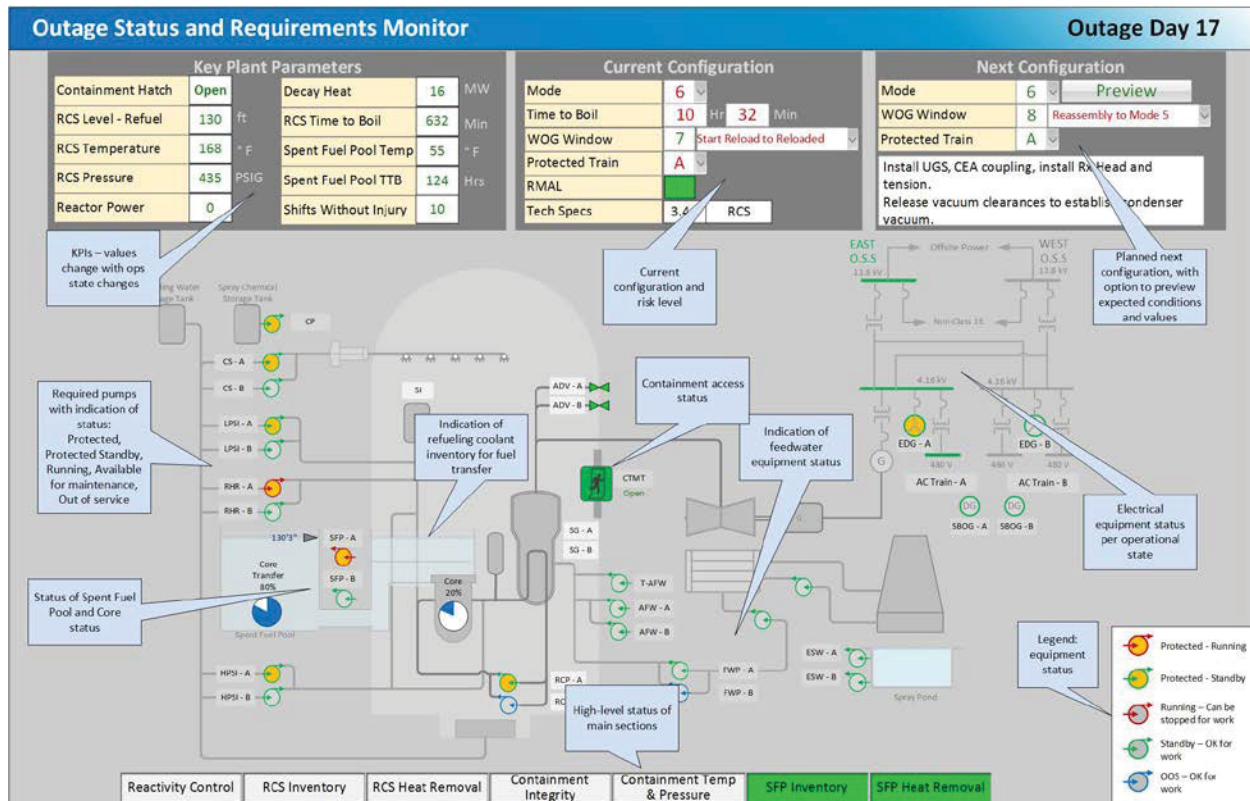 Outage Status and Requirements Monitor
Outage Day 17
Key Plant Parameters
Containment Hatch Open
RCS Level - Refuel 130 ft
RCS Temperature 168 ° F
RCS Pressure 435 PSIG
Reactor Power 0
Decay Heat 16 MW
RCS Time to Boil 632 Min
Spent Fuel Pool Temp 55 ° F
Spent Fuel Pool TTB 124 Hrs
Shifts Without Injury 10
Current Configuration
Mode 6
Time to Boil 10 Hr 32 Min
WOG Window 7 Start Reload to Reloaded
Protected Train A
RMAL
Tech Specs 3.4 RCS
Next Configuration
Mode 6 Preview
WOG Window 8 Reassembly to Mode 5
Protected Train A
Install UGS, CEA coupling, install Rx Head and
tension.
Release vacuum clearances to establish condenser
vacuum.
KPIs – values
change with ops
state changes
Current
configuration and
risk level
Planned next
configuration, with
option to preview
expected conditions
and values
Water
Tank
Spray Chemical
Storage Tank
CP
CS - A
CS - B
LPSI - A
LPSI - B
RHR - A
RHR - B
Required pumps
with indication of
status:
Protected,
Protected Standby,
Running, Available
for maintenance,
Out of service
SI
Indication of
refueling coolant
inventory for fuel
transfer
ADV - A
ADV - B
Containment access
status
CTMT
Open
Indication of
feedwater
equipment status
EAST
O.S.S
13.8 kV
Offsite Power
WEST
O.S.S
13.8 kV
Non-Class 1E
4.16 kV
4.16 kV
EDG - A
EDG - B
G
480 V
480 V
480 V
AC Train - A
AC Train - B
DG
DG
SBOG - A
SBOG - B
Electrical
equipment status
per operational
state
130'3"
SFP - A
SFP - B
Core
Transfer
80%
Spent Fuel Pool
Core
20%
Status of Spent Fuel
Pool and Core
status
SG - A
SG - B
G
T-AFW
AFW - A
AFW - B
HPSI - A
HPSI - B
RCP - A
FWP - A
FWP - B
ESW - A
ESW - B
Spray Pond
High-level status of
main sections
Legend:
equipment
status
Protected - Running
Protected - Standby
Running – Can be
stopped for work
Standby – OK for
work
OOS – OK for
work
Reactivity Control
RCS Inventory
RCS Heat Removal
Containment
Integrity
Containment Temp
& Pressure
SFP Inventory
SFP Heat Removal